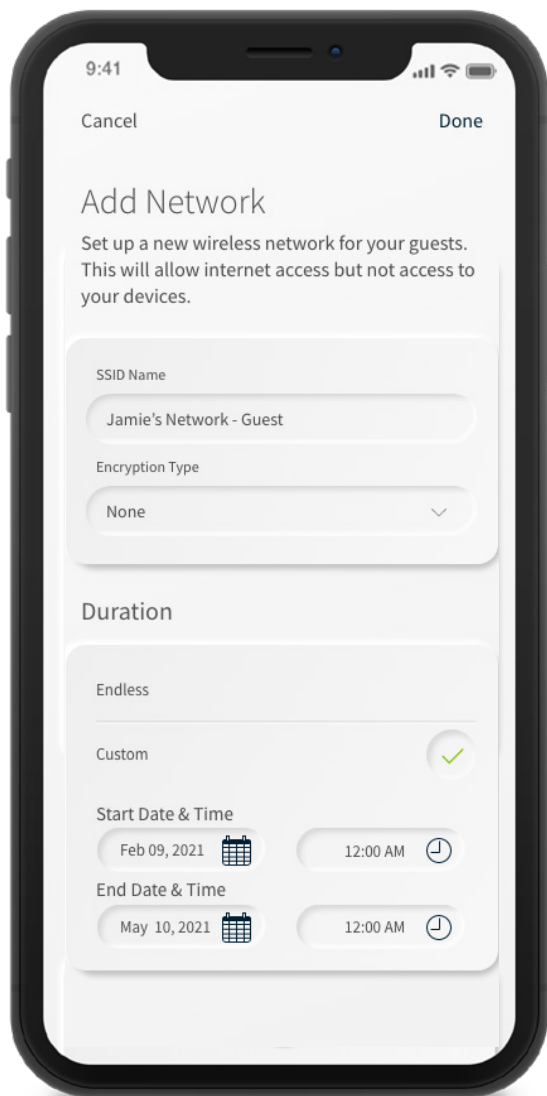 9:41
Cancel Done
Add Network
Set up a new wireless network for your guests.
This will allow internet access but not access to
your devices.
SSID Name
Jamie's Network - Guest
Encryption Type
None
Duration
Endless
Custom
Start Date & Time
Feb 09, 2021 12:00 AM
End Date & Time
May 10, 2021 12:00 AM